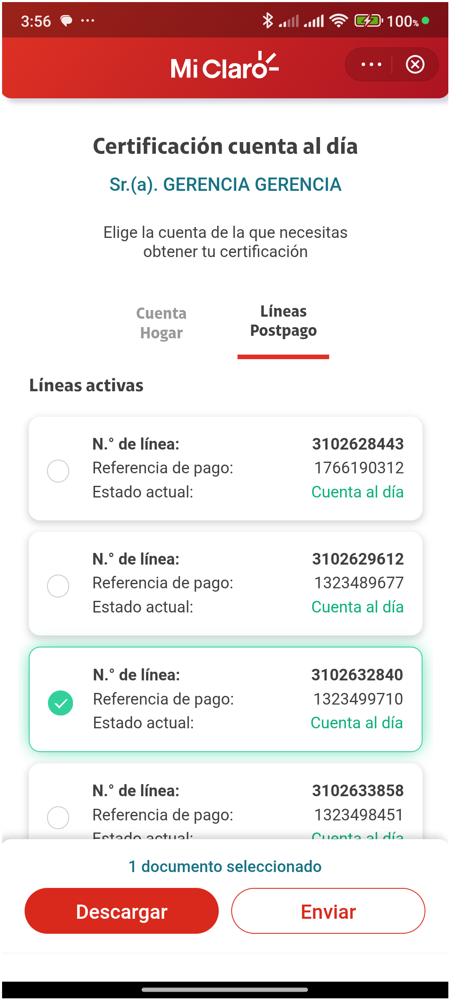 3:56
100%
Mi Claro
Certificación cuenta al día
Sr.(a). GERENCIA GERENCIA
Elige la cuenta de la que necesitas
obtener tu certificación
Cuenta
Hogar
Líneas
Postpago
Líneas activas
N.° de línea: 3102628443
Referencia de pago: 1766190312
Estado actual: Cuenta al día
N.° de línea: 3102629612
Referencia de pago: 1323489677
Estado actual: Cuenta al día
N.° de línea: 3102632840
Referencia de pago: 1323499710
Estado actual: Cuenta al día
N.° de línea: 3102633858
Referencia de pago: 1323498451
Estado actual: Cuenta al día
1 documento seleccionado
Descargar
Enviar